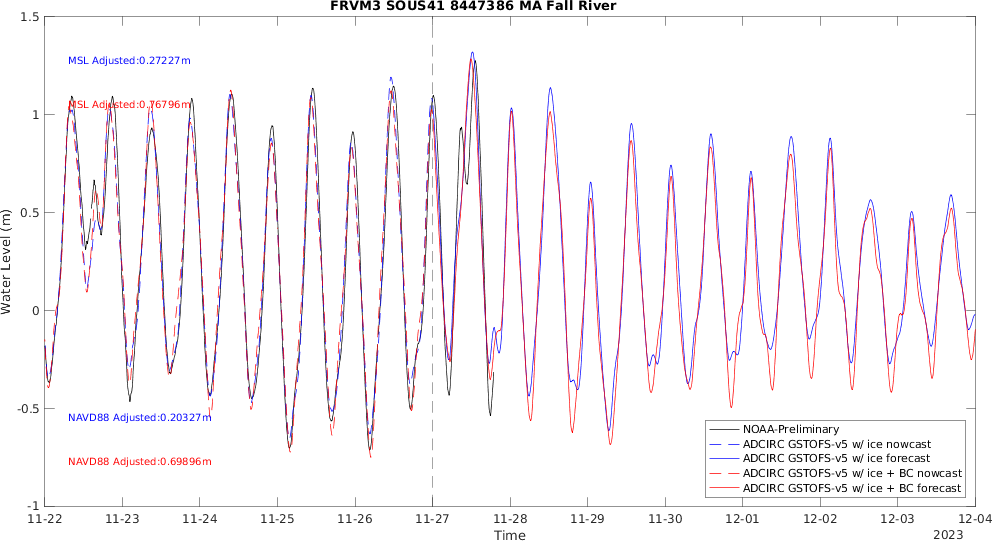 FRVM3 SOUS41 8447386 MA Fall River
1.5
1
0.5
0
-0.5
-1
Water Level (m)
MSL Adjusted:0.27227m
MSL Adjusted:0.76796m
NAVD88 Adjusted:0.20327m
NAVD88 Adjusted:0.69896m
NOAA-Preliminary
ADCIRC GSTOFS-v5 w/ ice nowcast
ADCIRC GSTOFS-v5 w/ ice forecast
ADCIRC GSTOFS-v5 w/ ice + BC nowcast
ADCIRC GSTOFS-v5 w/ ice + BC forecast
11-22 11-23 11-24 11-25 11-26 11-27 11-28 11-29 11-30 12-01 12-02 12-03 12-04
Time
2023